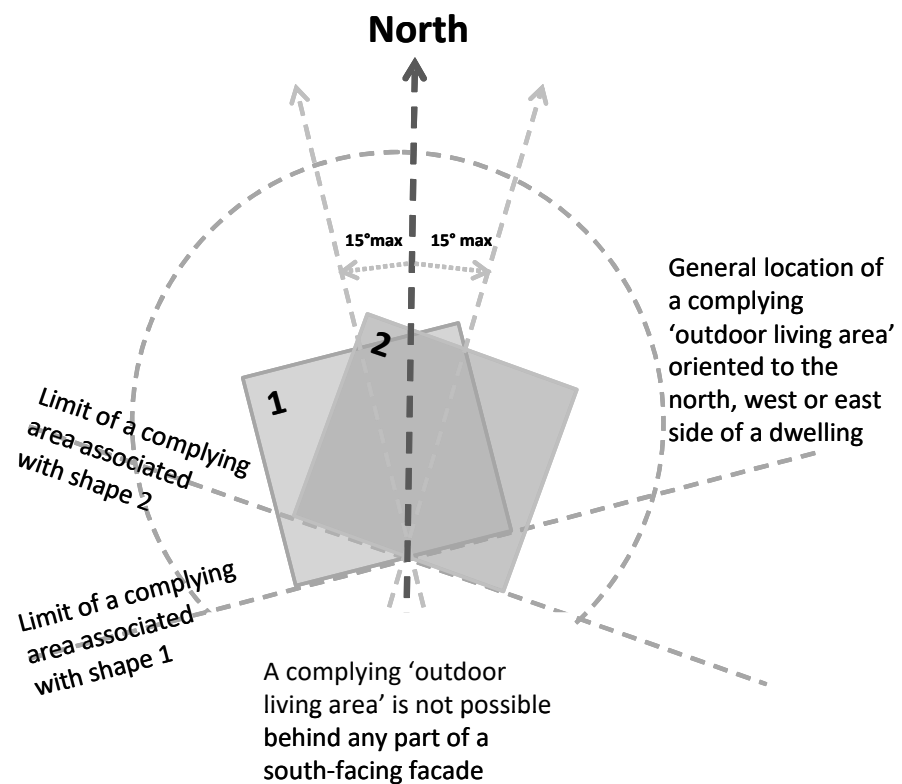 North
15°max
15° max
General location of
a complying
‘outdoor living area’
oriented to the
north, west or east
side of a dwelling
2
1
Limit of a complying
area associated
with shape 2
Limit of a complying
area associated
with shape 1
A complying ‘outdoor
living area’ is not possible
behind any part of a
south-facing facade